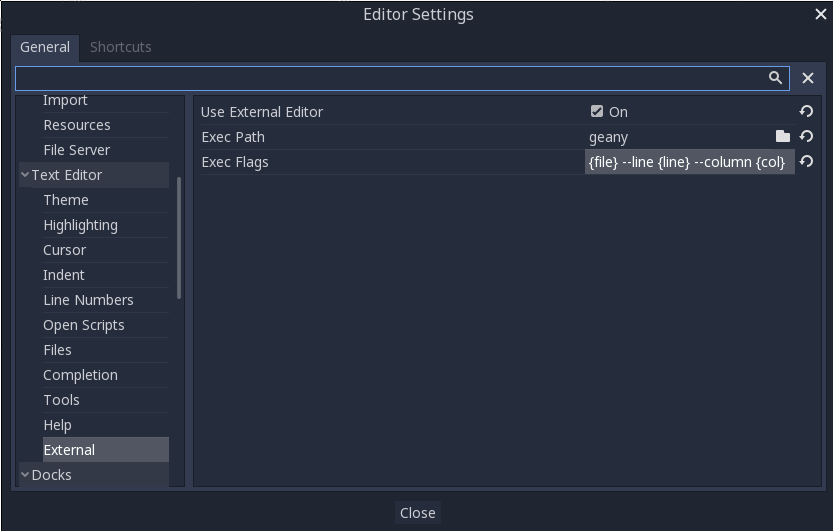 Editor Settings
General Shortcuts
Import
Resources
File Server
Text Editor
Theme
Highlighting
Cursor
Indent
Line Numbers
Open Scripts
Files
Completion
Tools
Help
External
Docks
Use External Editor On
Exec Path geany
Exec Flags {file} --line {line} --column {col}
Close